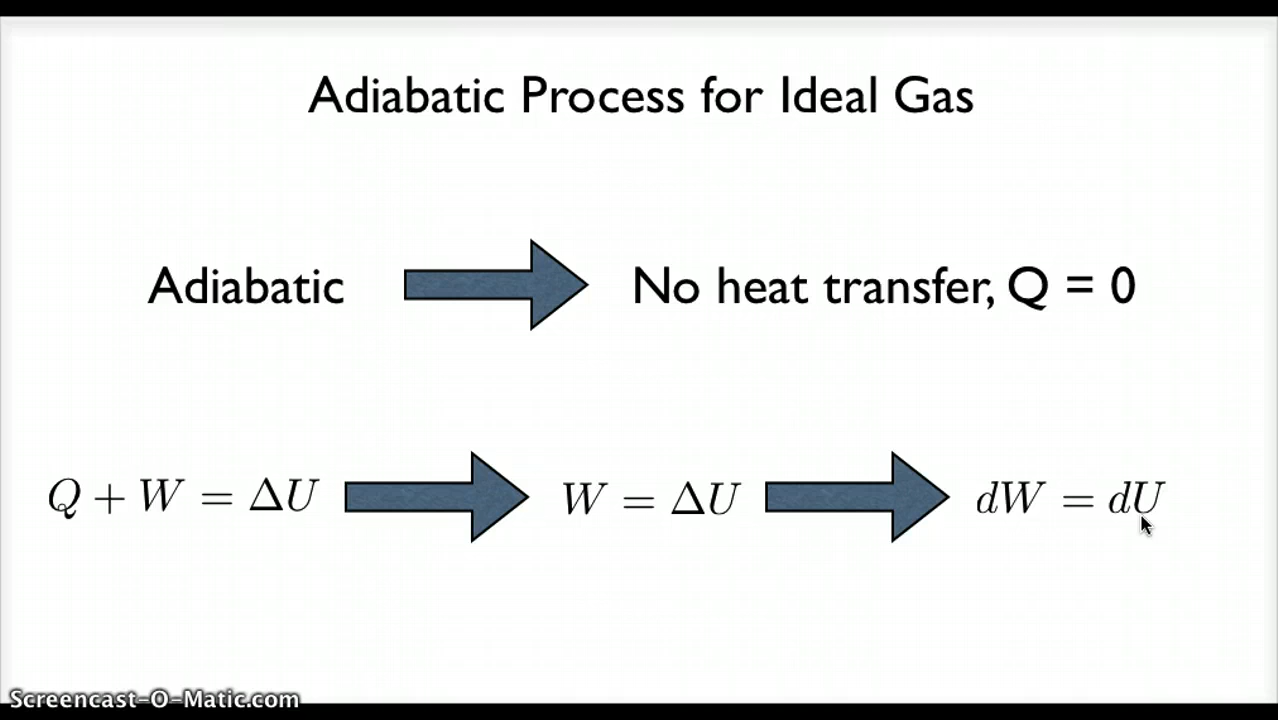 Adiabatic Process for Ideal Gas
Adiabatic
No heat transfer, Q = 0
Q + W = ΔU
W = ΔU
dW = dU
Screencast-O-Matic.com